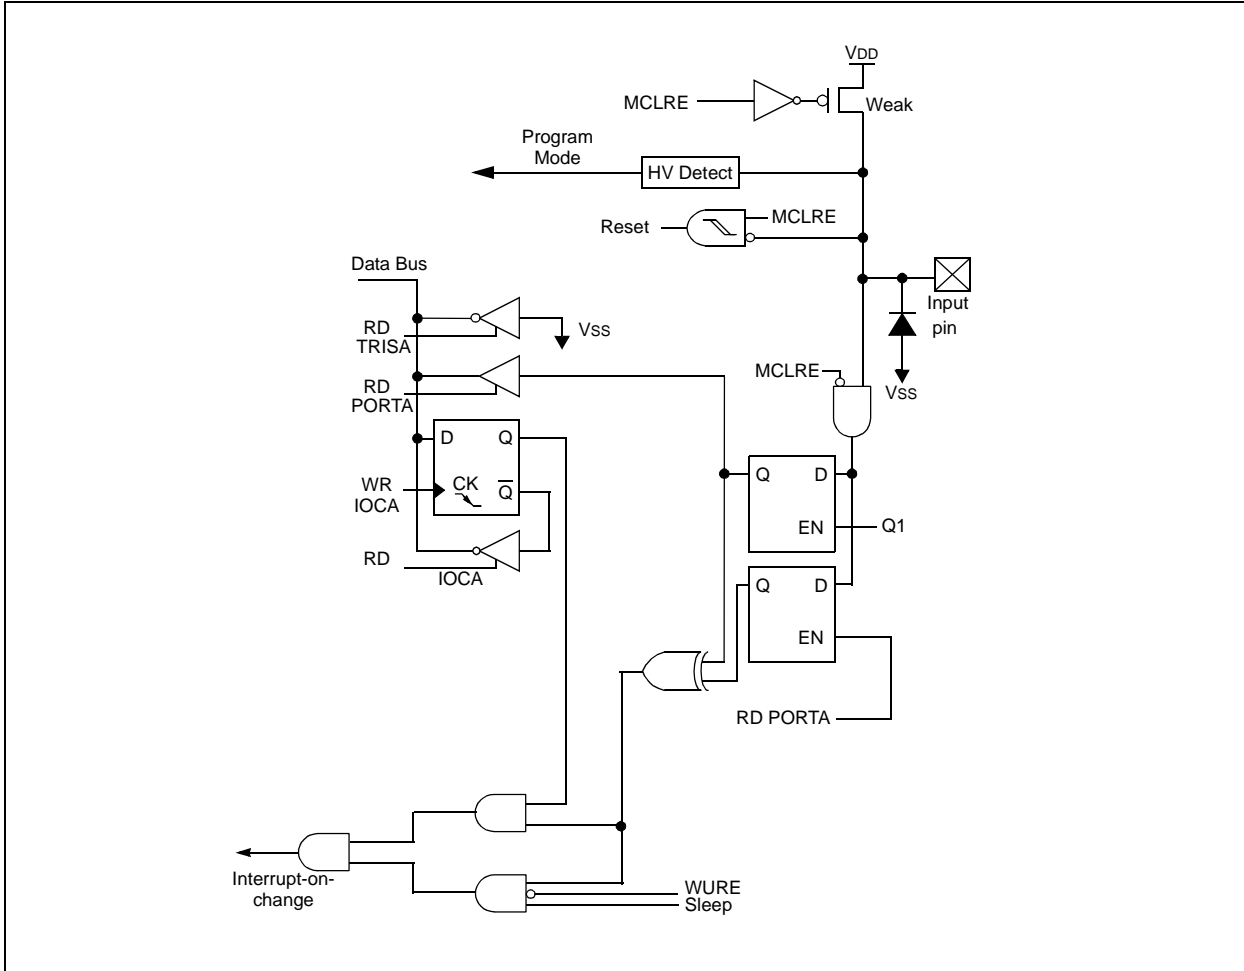 VDD
MCLRE
Weak
Program
Mode
HV Detect
MCLRE
Reset
Data Bus
RD
TRISA
VSS
Input
pin
RD
PORTA
MCLRE
VSS
D
Q
WR
IOCA
CK
Q
Q
D
EN
Q1
RD
IOCA
Q
D
EN
RD PORTA
Interrupt-on-
change
WURE
Sleep